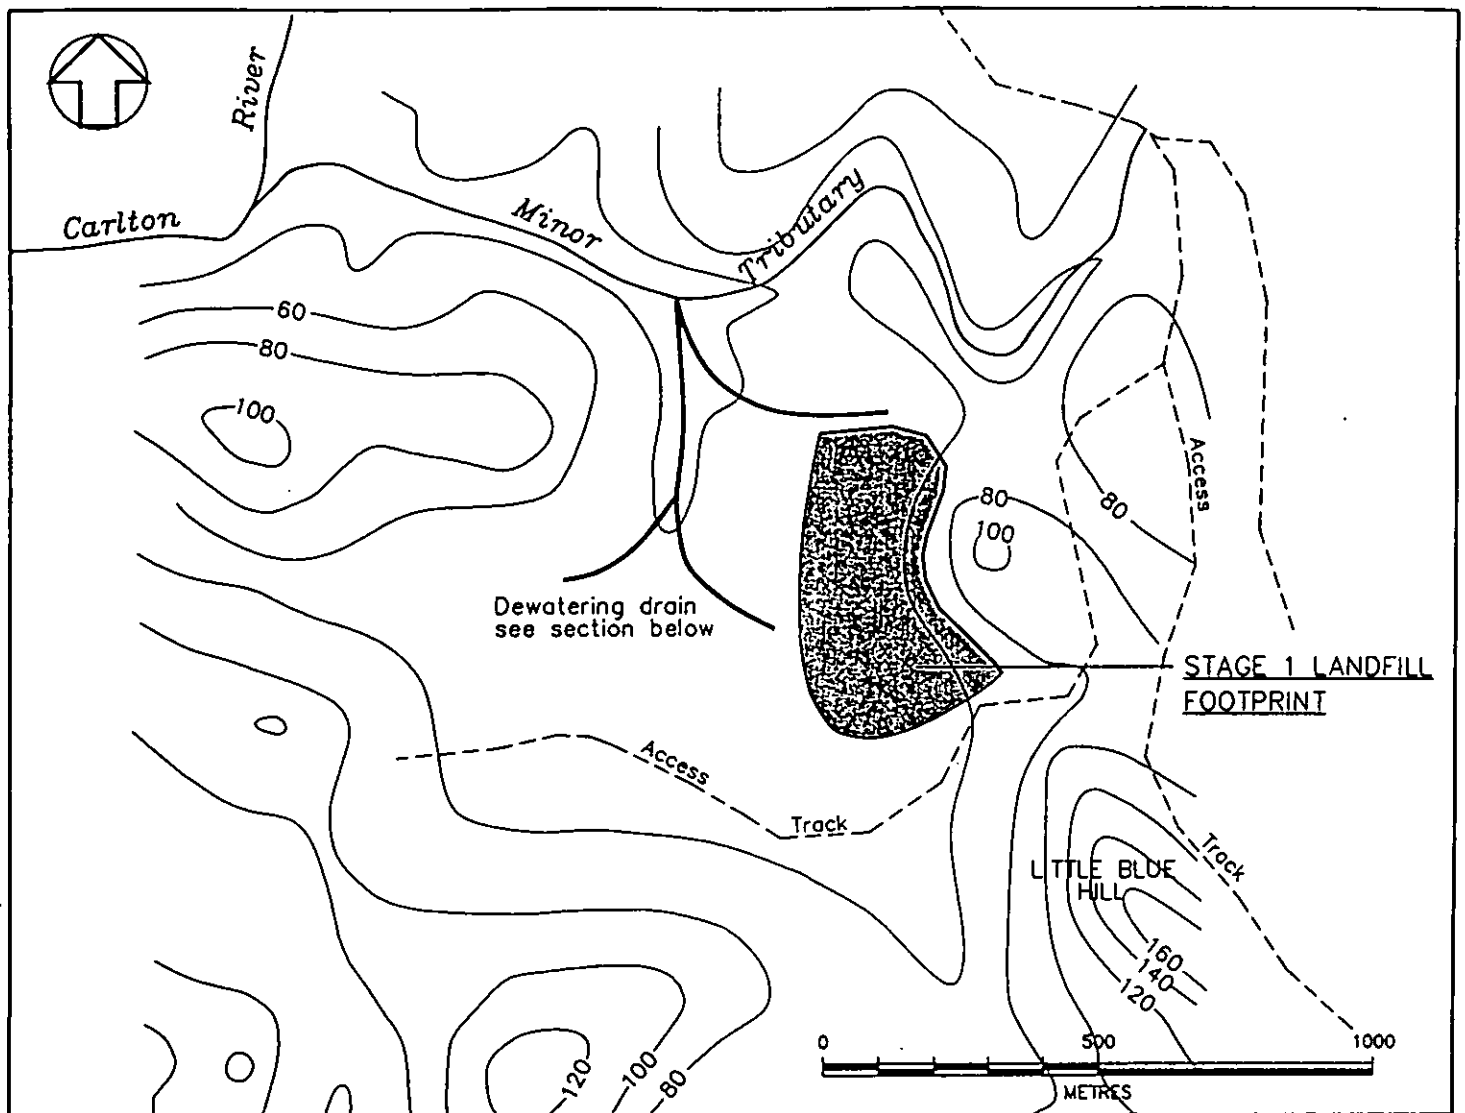 River
Carlton
Minor
Tributary
60
80
100
Access
80
80
100
Dewatering drain
see section below
STAGE 1 LANDFILL
FOOTPRINT
Access
Track
Track
LITTLE BLUE
HILL
160
140
120
120
100
80
0 500 1000
METRES